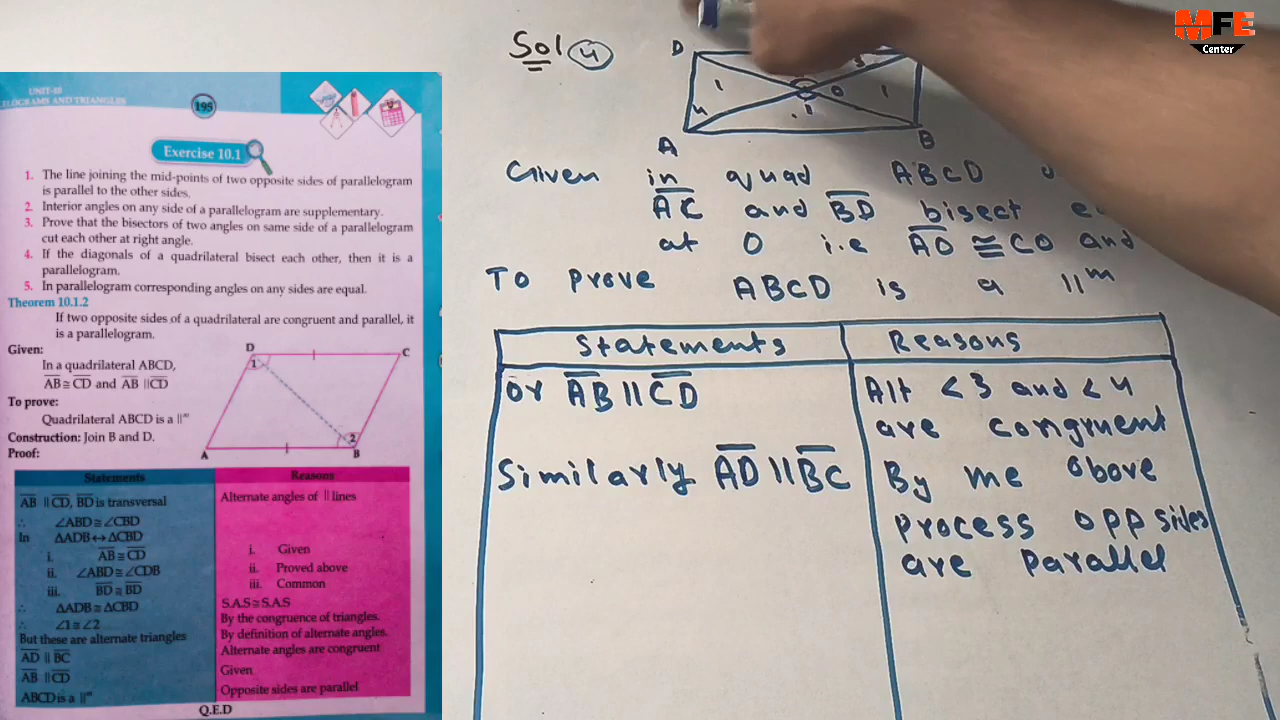 MFE
Center
UNIT-10
195
Exercise 10.1
1. The line joining the mid-points of two opposite sides of parallelogram
is parallel to the other sides.
2. Interior angles on any side of a parallelogram are supplementary.
3. Prove that the bisectors of two angles on same side of a parallelogram
cut each other at right angle.
4. If the diagonals of a quadrilateral bisect each other, then it is a
parallelogram.
5. In parallelogram corresponding angles on any sides are equal.
Theorem 10.1.2
If two opposite sides of a quadrilateral are congruent and parallel, it
is a parallelogram.
Given:
In a quadrilateral ABCD,
AB ≅ CD and AB ||CD
To prove:
Quadrilateral ABCD is a ||m
Construction: Join B and D.
Proof:
D
C
1
2
A
B
Statements
Reasons
AB || CD, BD is transversal
Alternate angles of || lines
∴ ∠ABD ≅ ∠CBD
In ΔADB ↔ ΔCBD
i. AB ≅ CD
i. Given
ii. ∠ABD ≅ ∠CDB
ii. Proved above
iii. BD ≅ BD
iii. Common
∴ ΔADB ≅ ΔCBD
S.A.S ≅ S.A.S
∴ ∠1 ≅ ∠2
By the congruence of triangles.
But these are alternate triangles
By definition of alternate angles.
AD || BC
Alternate angles are congruent
AB || CD
Given
ABCD is a ||m
Opposite sides are parallel
Q.E.D
Sol 4
D
1
3
O
1
4
2
A
B
Given in quad ABCD
AC and BD bisect
at O i.e AO ≅ CO and
To prove ABCD is a ||m
Statements
Reasons
or AB || CD
Alt <3 and <4
are congruent
Similarly AD || BC
By the above
process opp sides
are parallel